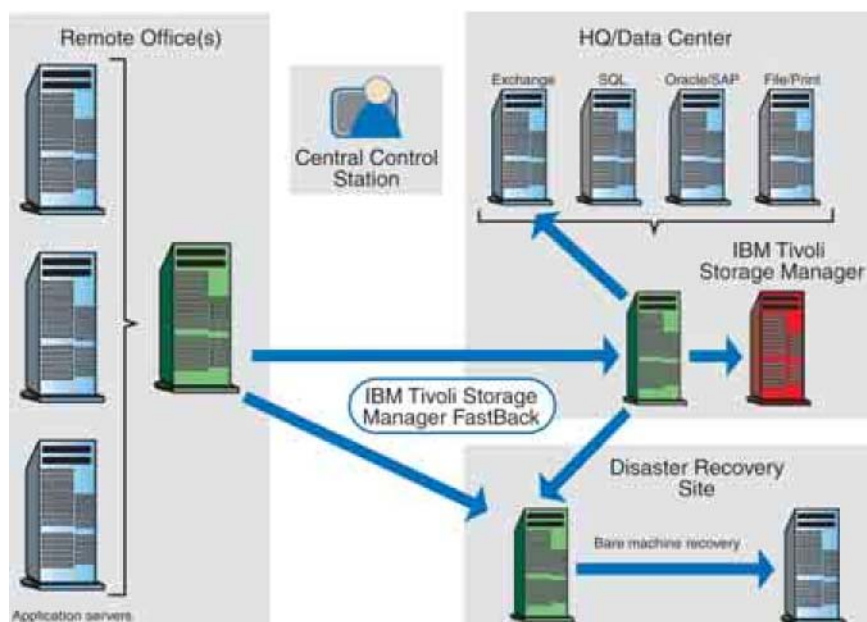 Remote Office(s)
Application servers
Central Control
Station
HQ/Data Center
Exchange SQL Oracle/SAP File/Print
IBM Tivoli
Storage Manager
IBM Tivoli Storage
Manager FastBack
Disaster Recovery
Site
Bare machine recovery